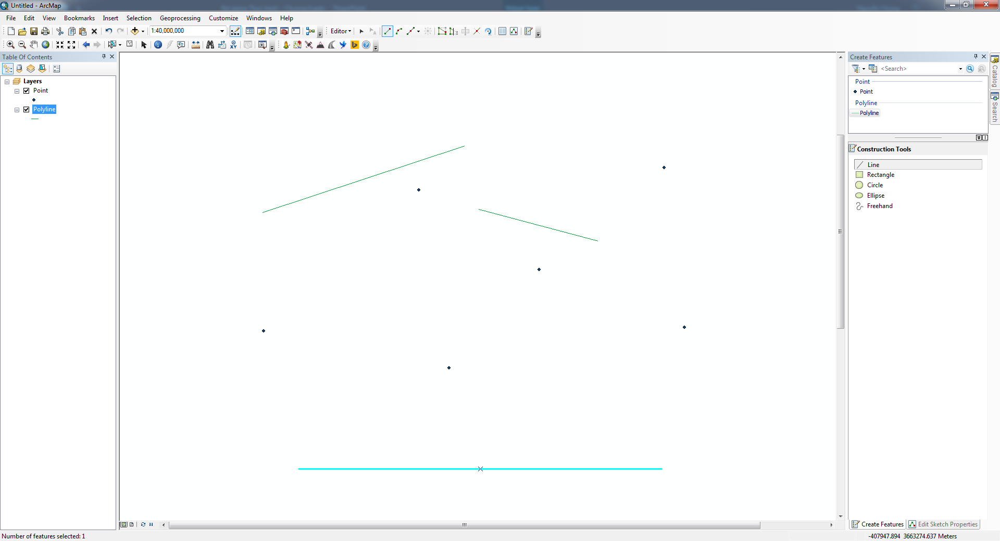 Untitled - ArcMap
File Edit View Bookmarks Insert Selection Geoprocessing Customize Windows Help
1:40,000,000 Editor
XY
Table Of Contents
Layers
Point
Polyline
Create Features
<Search>
Point
Point
Polyline
Polyline
Construction Tools
Line
Rectangle
Circle
Ellipse
Freehand
Catalog
Search
Create Features Edit Sketch Properties
Number of features selected: 1
-407947.894 3663274.637 Meters